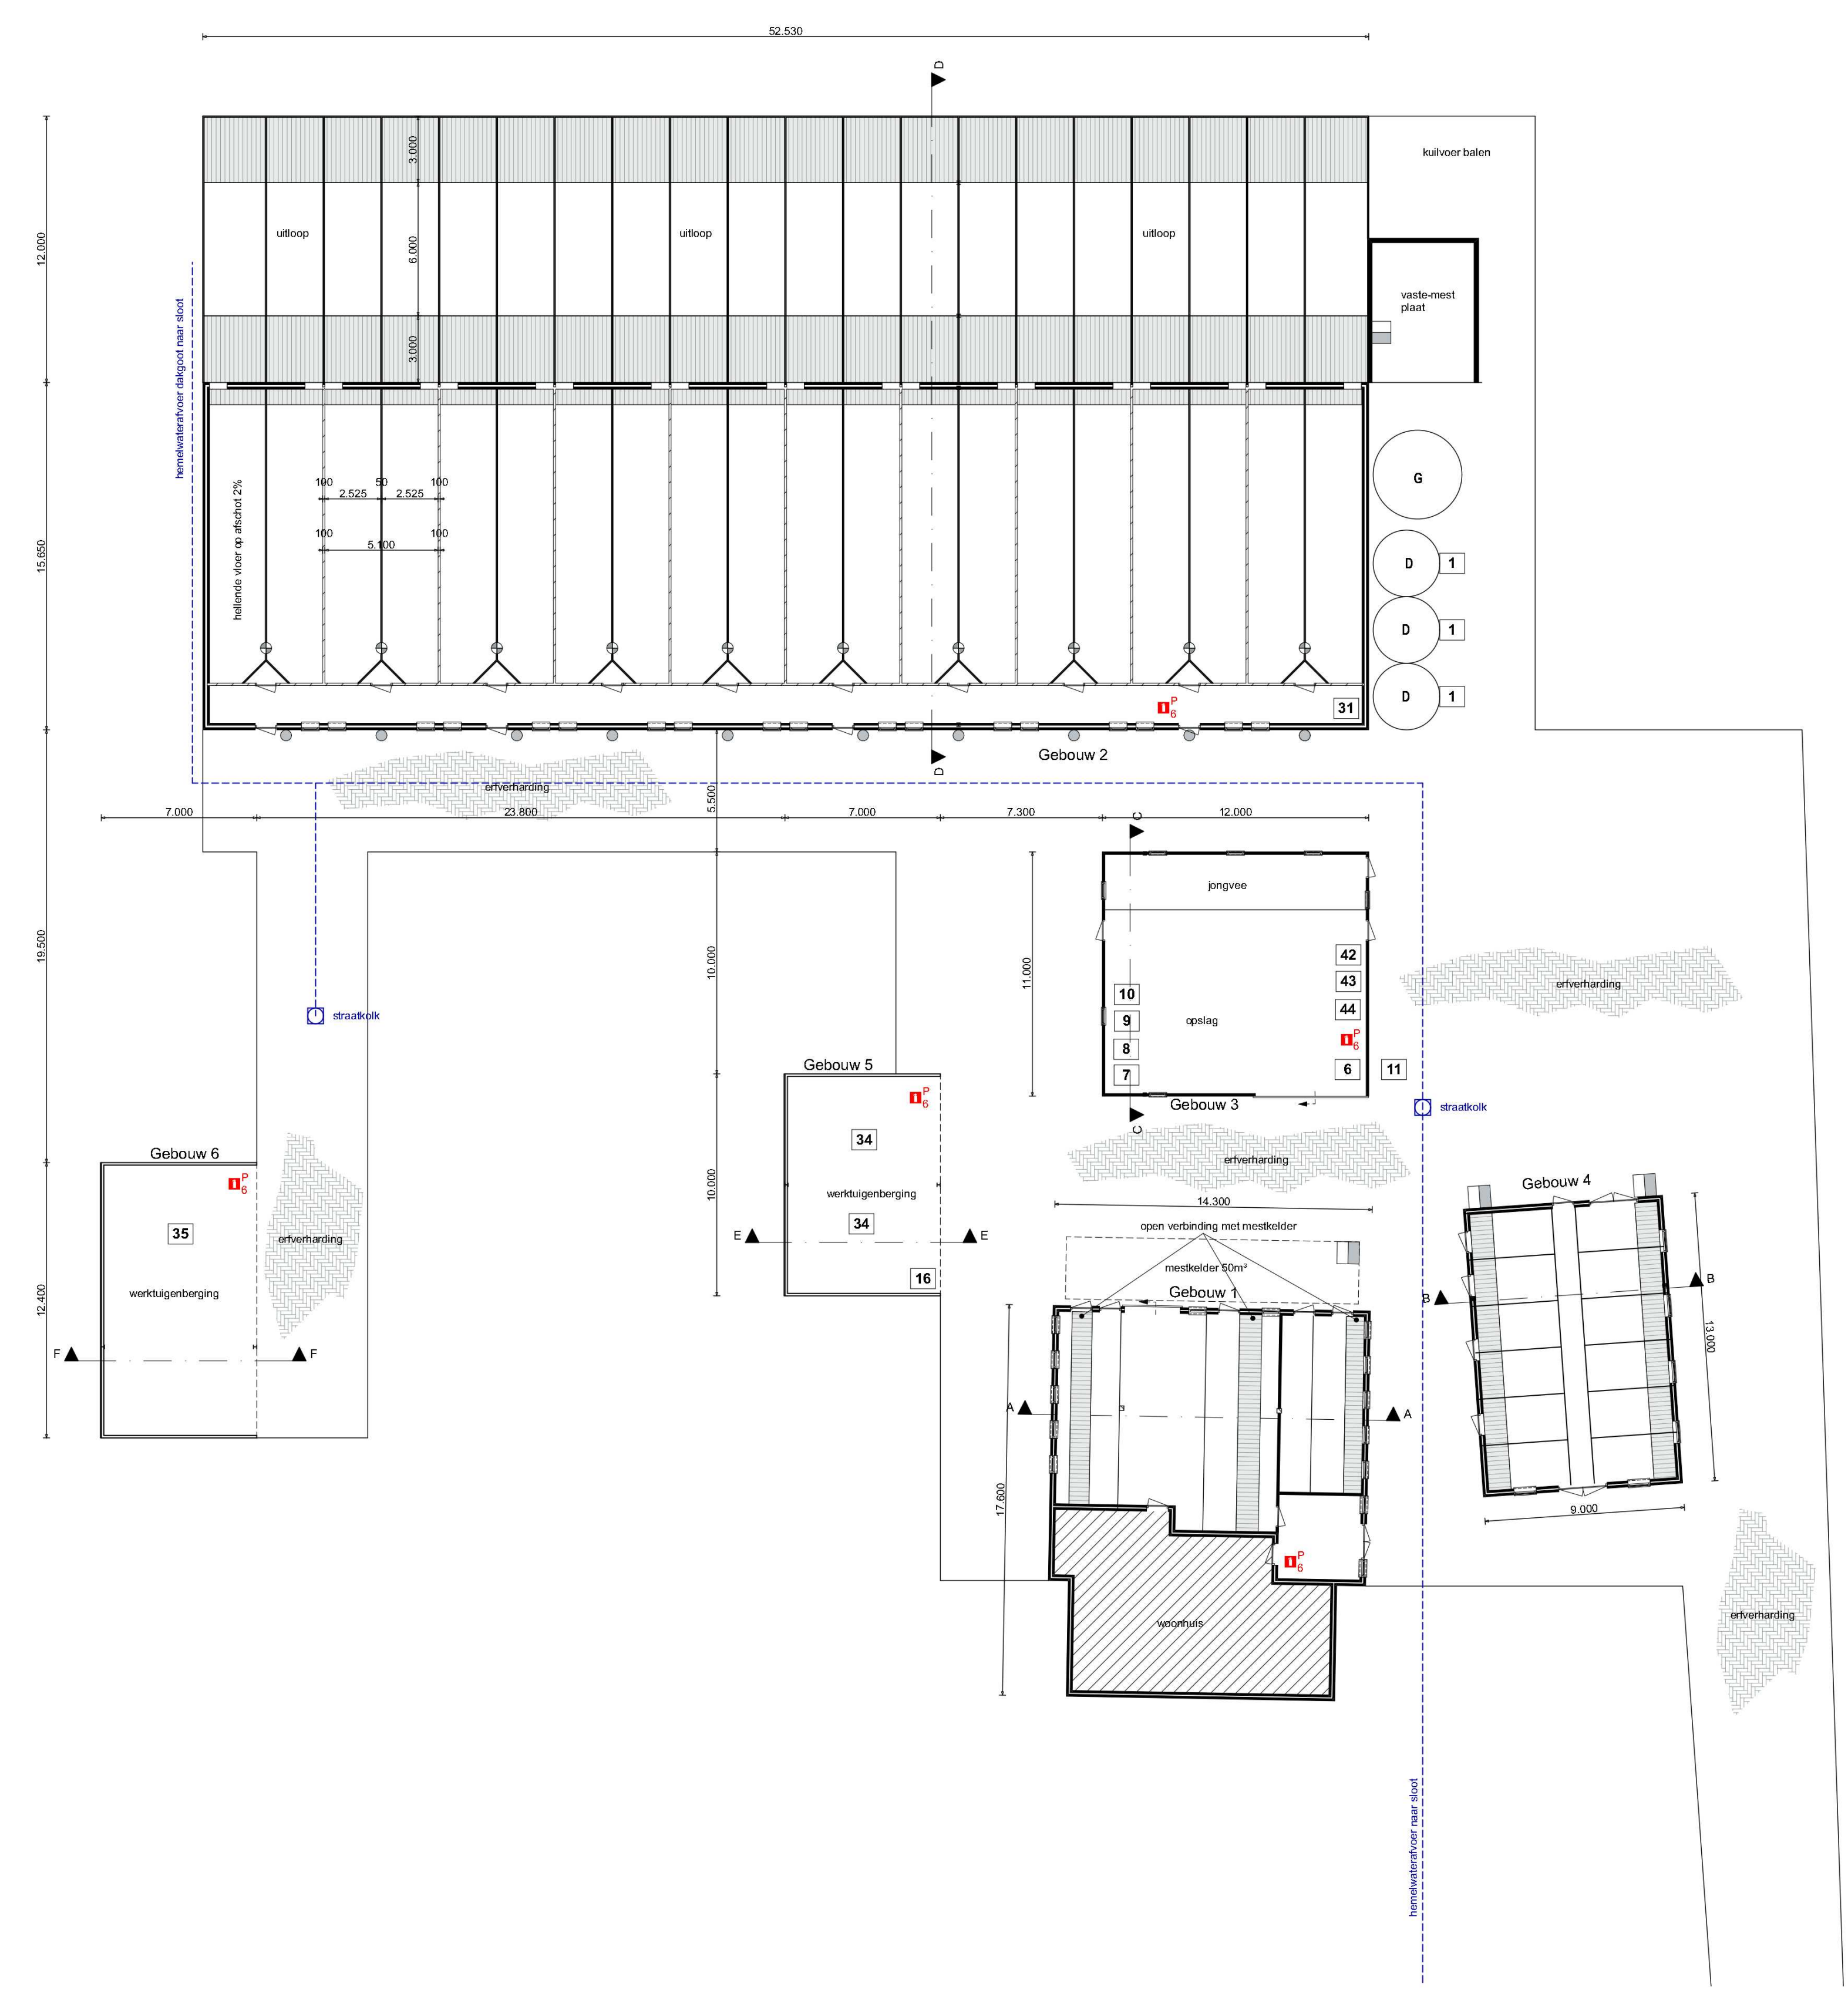 52.530
D
kuilvoer balen
3.000
12.000
uitloop
uitloop
uitloop
6.000
vaste-mest
plaat
3.000
hemelwaterafvoer dakgoot naar sloot
G
100
50
100
2.525
2.525
hellende vloer op afschot 2%
100
100
5.100
15.650
D
1
D
1
D
1
P
6
31
Gebouw 2
D
erfverharding
5.500
7.000
23.800
7.000
7.300
12.000
C
jongvee
19.500
10.000
11.000
42
43
44
10
9
8
7
opslag
P
6
6
11
erfverharding
straatkolk
Gebouw 5
Gebouw 3
straatkolk
C
P
6
34
Gebouw 6
erfverharding
P
6
Gebouw 4
10.000
werktuigenberging
14.300
34
open verbinding met mestkelder
35
erfverharding
E
E
mestkelder 50m³
16
Gebouw 1
B
B
werktuigenberging
12.400
13.000
F
F
A
A
17.600
9.000
P
6
woonhuis
erfverharding
hemelwaterafvoer naar sloot